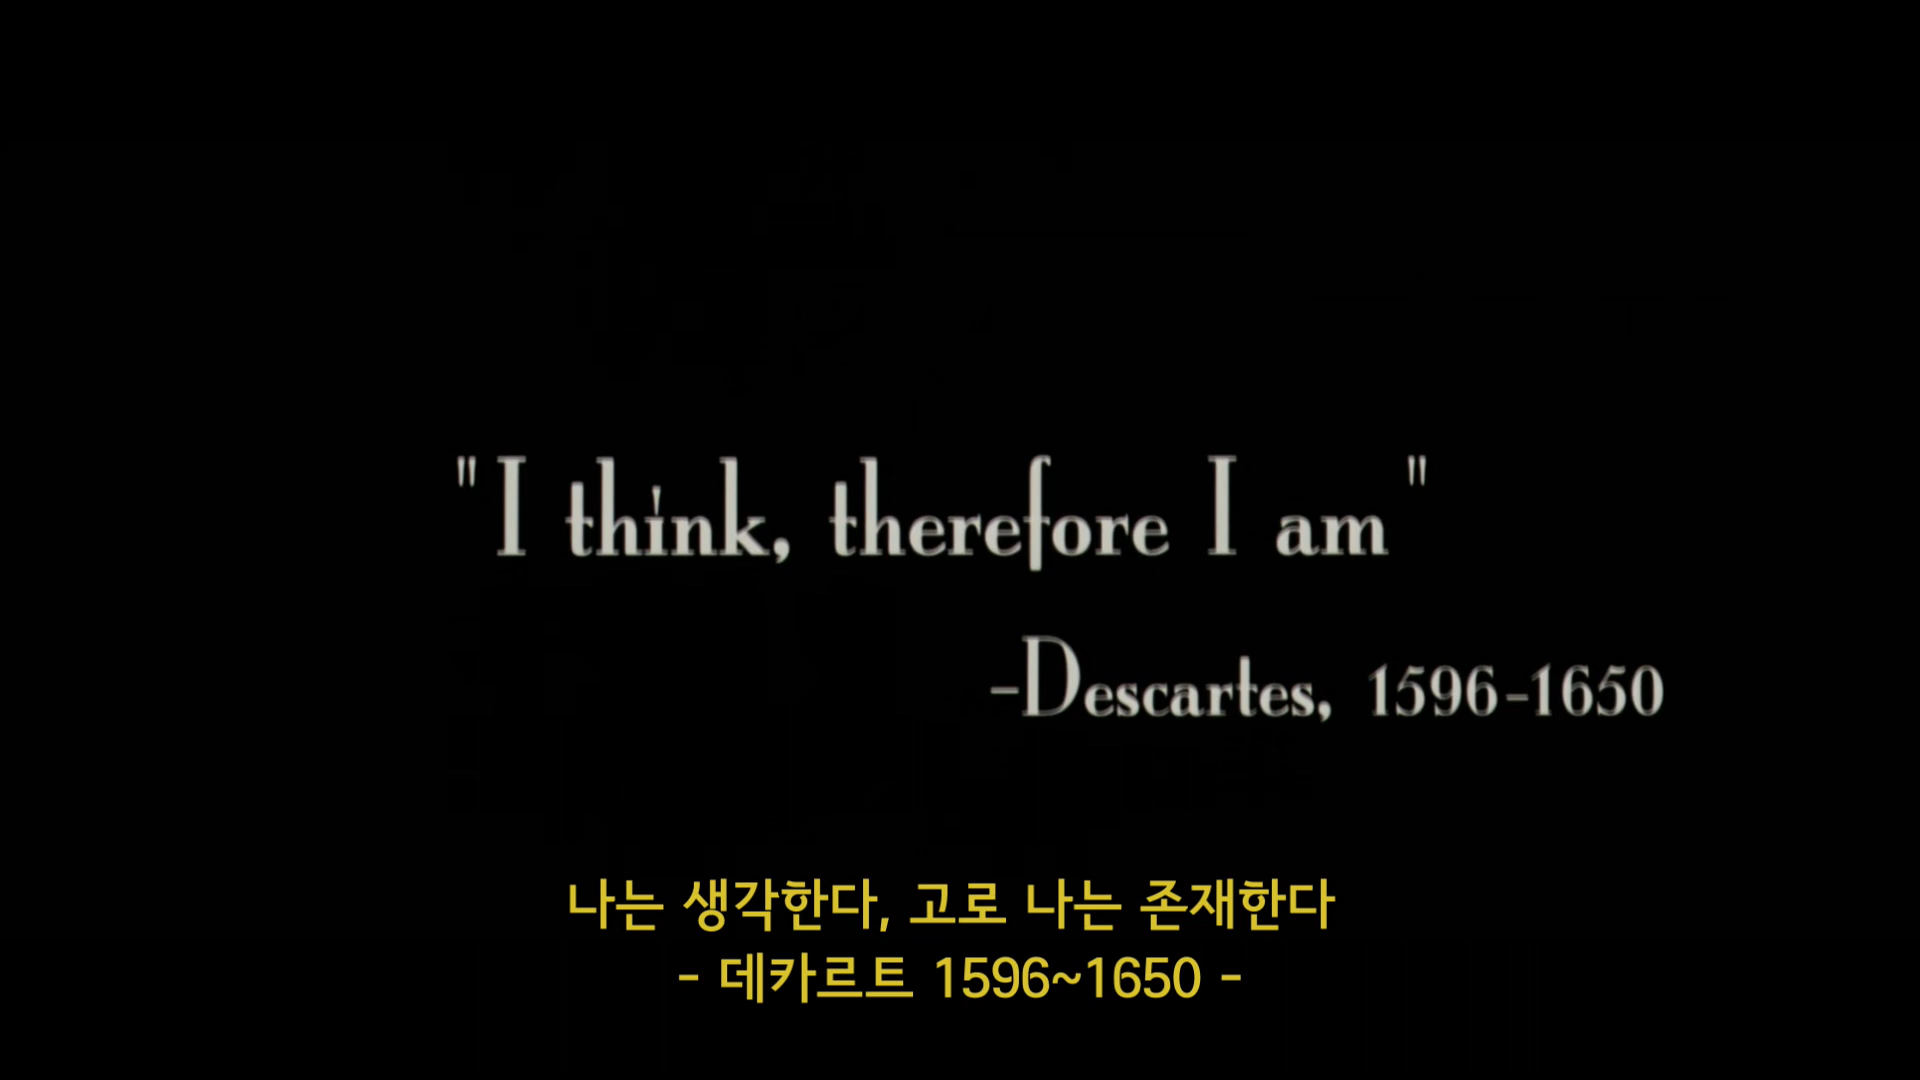 "I think, therefore I am"
-Descartes, 1596-1650
나는 생각한다, 고로 나는 존재한다
- 데카르트 1596~1650 -